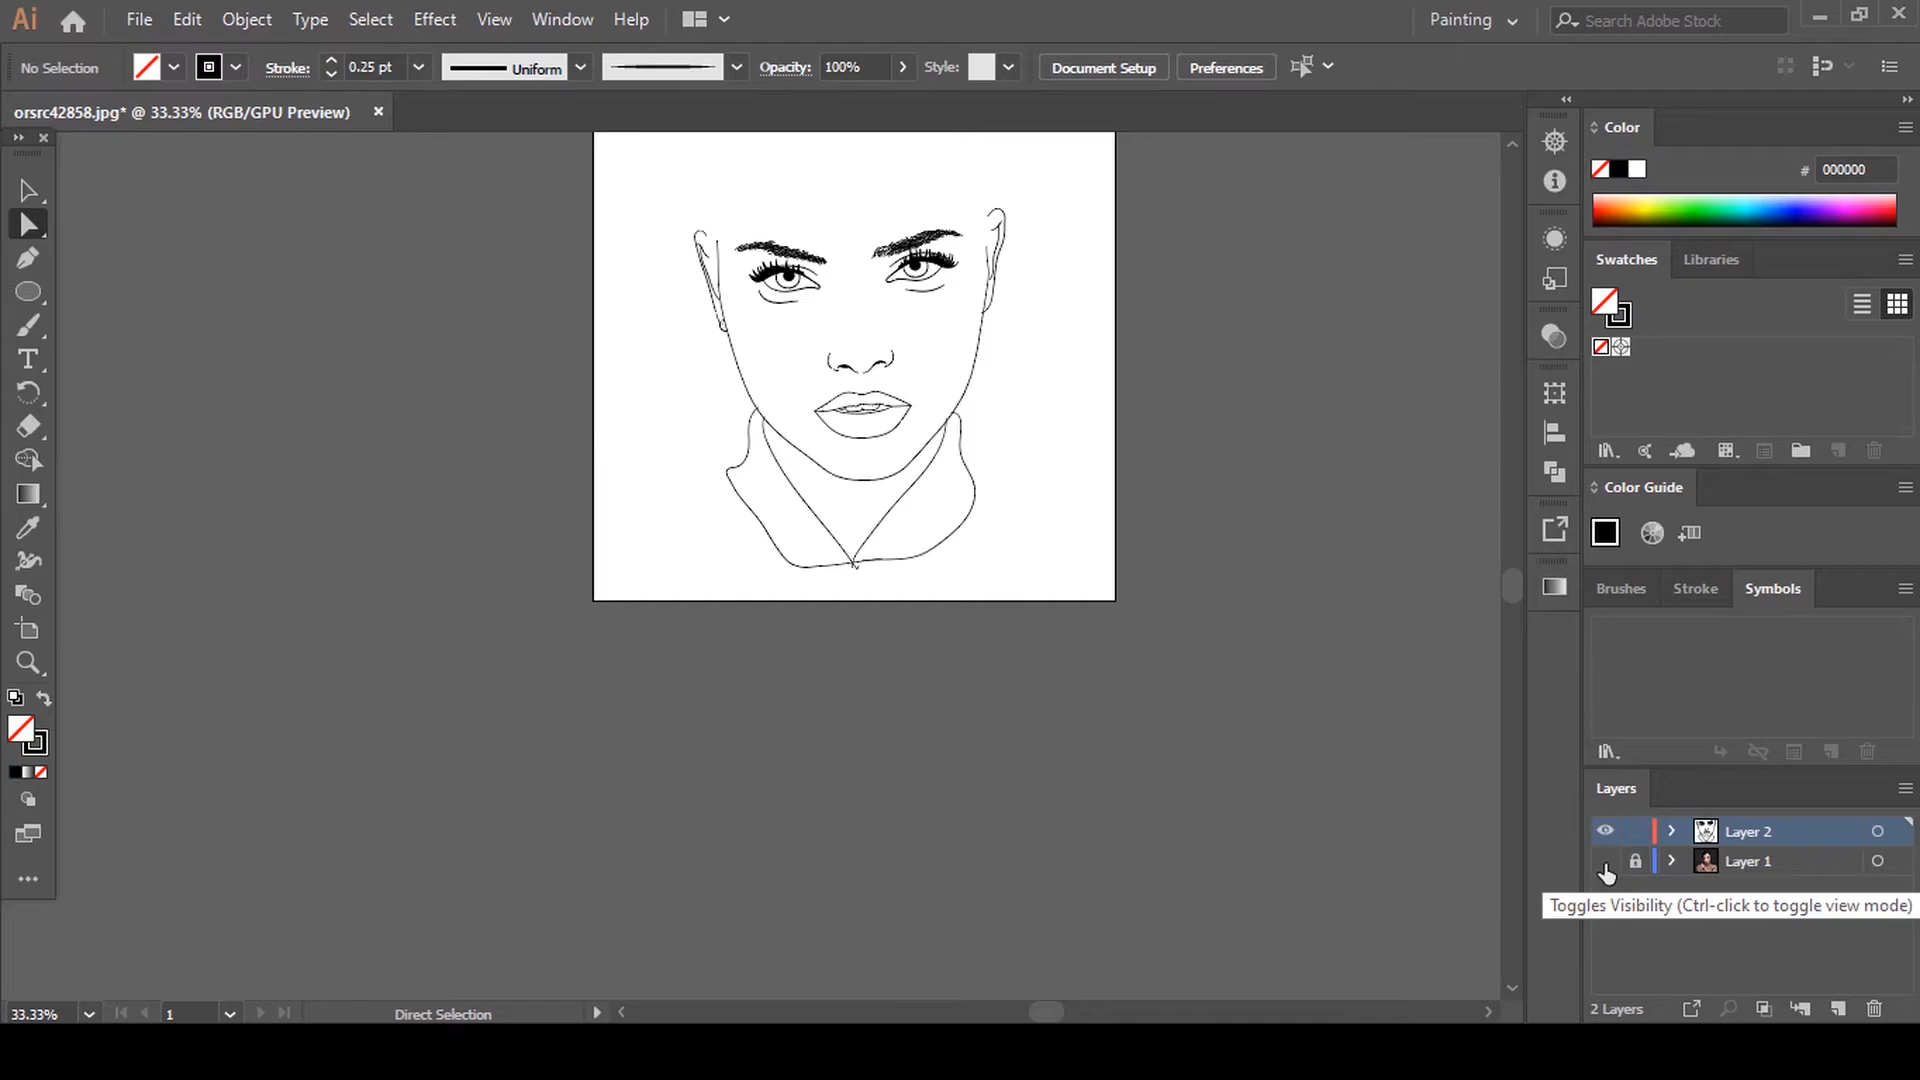 Ai File Edit Object Type Select Effect View Window Help Painting Search Adobe Stock
No Selection Stroke: 0.25 pt Uniform Opacity: 100% Style: Document Setup Preferences
orsrc42858.jpg* @ 33.33% (RGB/GPU Preview)
Color
# 000000
Swatches Libraries
Color Guide
Brushes Stroke Symbols
Layers
Layer 2
Layer 1
Toggles Visibility (Ctrl-click to toggle view mode)
2 Layers
33.33% 1 Direct Selection